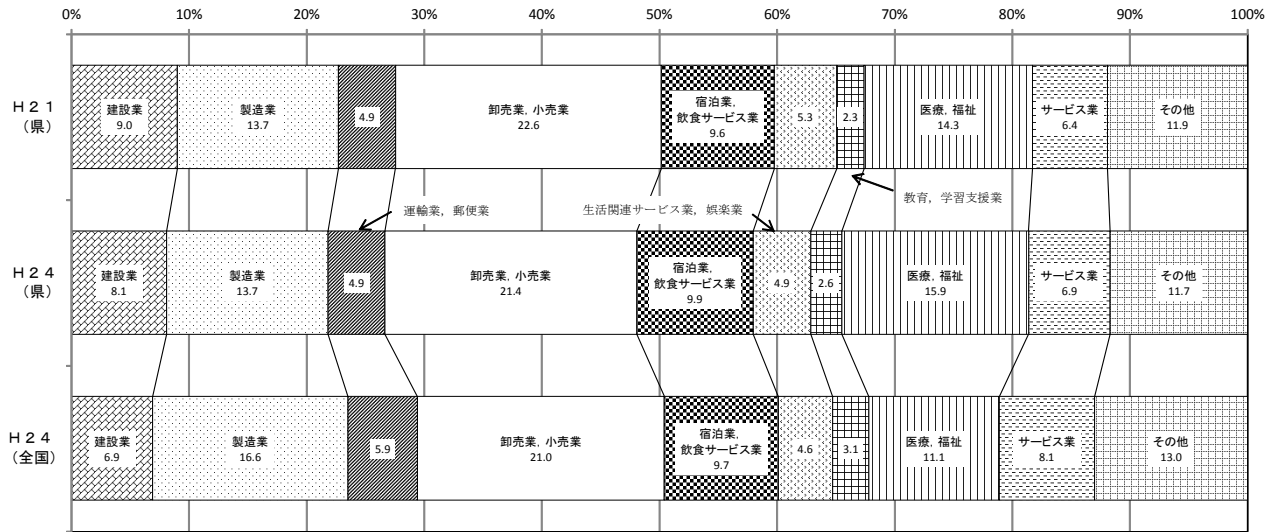 0% 10% 20% 30% 40% 50% 60% 70% 80% 90% 100%
H21
(県)
建設業
9.0
製造業
13.7
4.9
卸売業, 小売業
22.6
宿泊業,
飲食サービス業
9.6
5.3
2.3
医療, 福祉
14.3
サービス業
6.4
その他
11.9
運輸業, 郵便業
生活関連サービス業, 娯楽業
教育, 学習支援業
H24
(県)
建設業
8.1
製造業
13.7
4.9
卸売業, 小売業
21.4
宿泊業,
飲食サービス業
9.9
4.9
2.6
医療, 福祉
15.9
サービス業
6.9
その他
11.7
H24
(全国)
建設業
6.9
製造業
16.6
5.9
卸売業, 小売業
21.0
宿泊業,
飲食サービス業
9.7
4.6
3.1
医療, 福祉
11.1
サービス業
8.1
その他
13.0